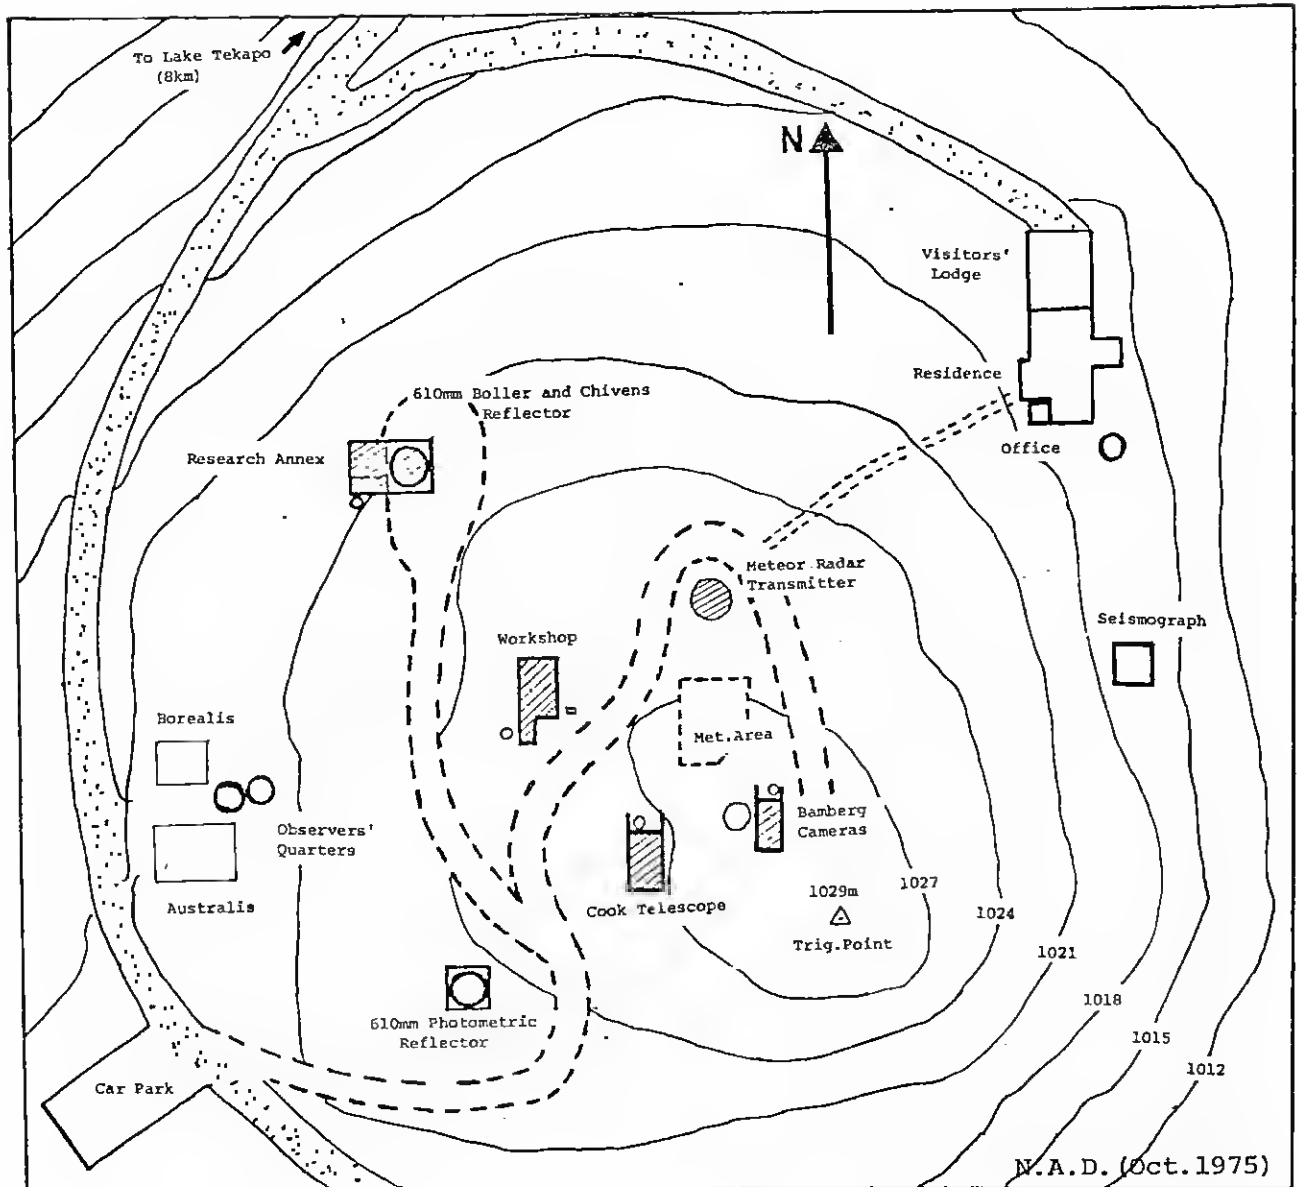 To Lake Tekapo
(8km)
N
Visitors'
Lodge
Residence
610mm Boller and Chivens
Reflector
Research Annex
Office
Meteor Radar
Transmitter
Seismograph
Workshop
Borealis
Met.Area
Observers'
Quarters
Bamberg
Cameras
Australis
Cook Telescope
1029m
Trig.Point
1027
1024
1021
1018
1015
1012
610mm Photometric
Reflector
Car Park
N.A.D.(Oct.1975)